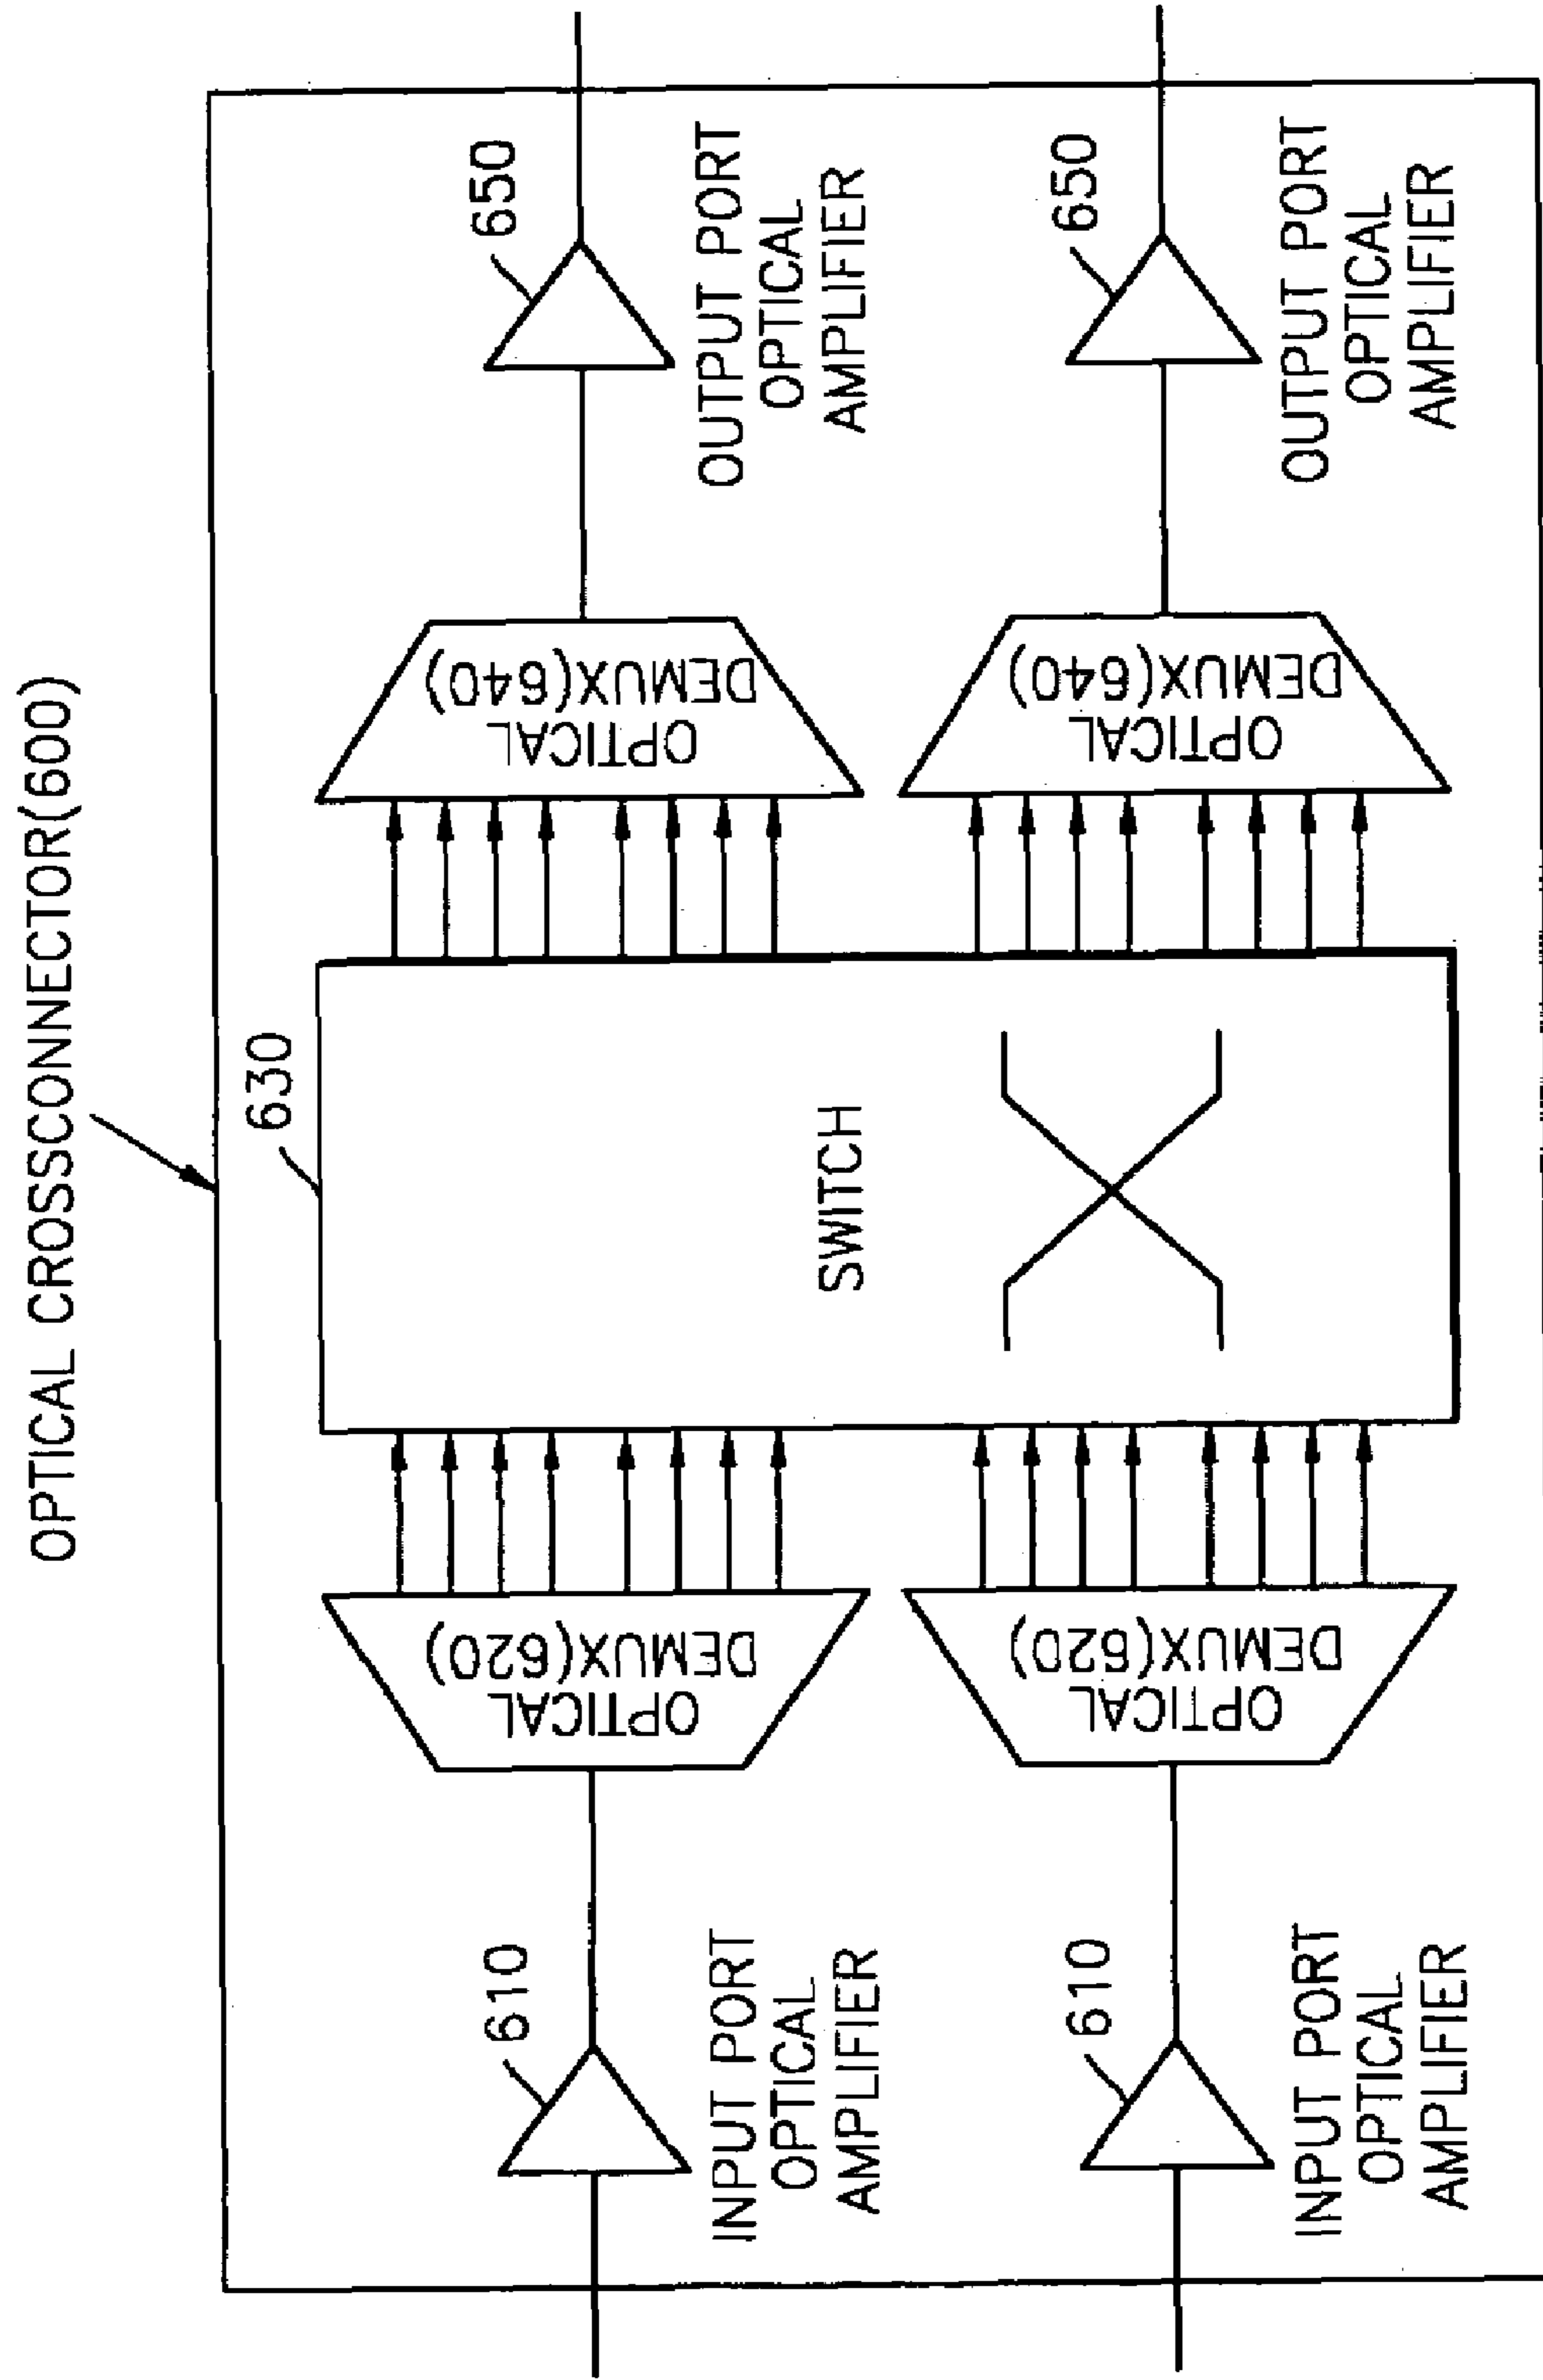 OPTICAL CROSSCONNECTOR(600)
630
610
INPUT PORT
OPTICAL
AMPLIFIER
OPTICAL
DEMUX(620)
SWITCH
OPTICAL
DEMUX(640)
650
OUTPUT PORT
OPTICAL
AMPLIFIER
610
INPUT PORT
OPTICAL
AMPLIFIER
OPTICAL
DEMUX(620)
OPTICAL
DEMUX(640)
650
OUTPUT PORT
OPTICAL
AMPLIFIER